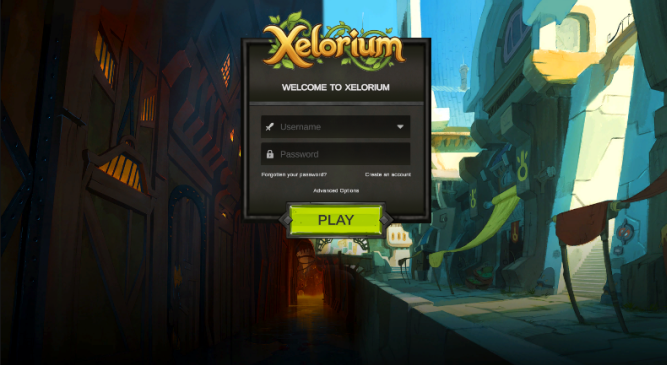 Xelorium
WELCOME TO XELORIUM
Username
Password
Forgotten your password? Create an account
Advanced Options
PLAY